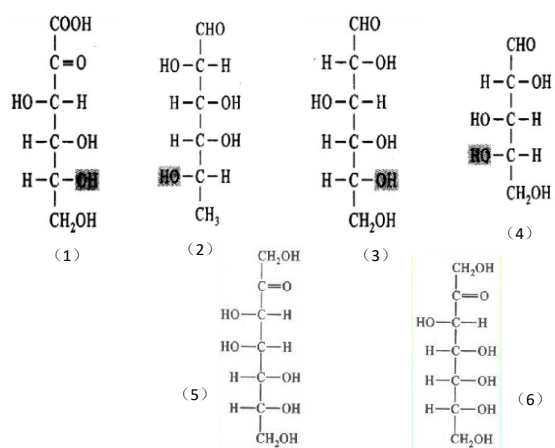 COOH
C=O
HO-C-H
H-C-OH
H-C-OH
CH₂OH
（1）
CHO
HO-C-H
H-C-OH
H-C-OH
HO-C-H
CH₃
（2）
CHO
H-C-OH
HO-C-H
H-C-OH
H-C-OH
CH₂OH
（3）
CHO
H-C-OH
HO-C-H
HO-C-H
CH₂OH
（4）
CH₂OH
C=O
HO-C-H
HO-C-H
H-C-OH
H-C-OH
CH₂OH
（5）
CH₂OH
C=O
HO-C-H
H-C-OH
H-C-OH
H-C-OH
CH₂OH
（6）